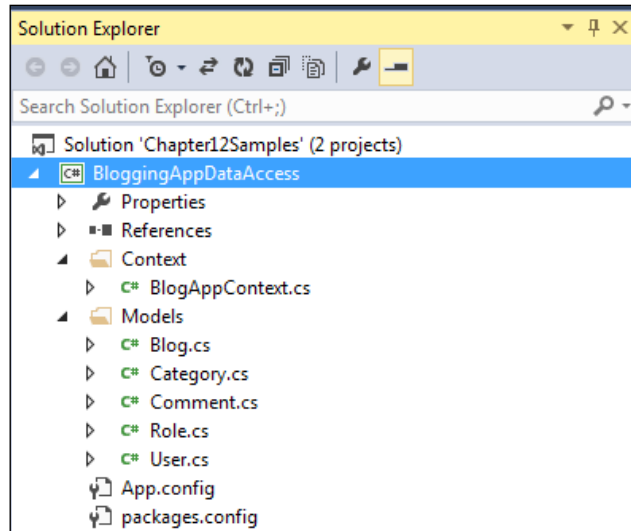 Solution Explorer
Search Solution Explorer (Ctrl+;)
Solution 'Chapter12Samples' (2 projects)
C# BloggingAppDataAccess
Properties
References
Context
C# BlogAppContext.cs
Models
C# Blog.cs
C# Category.cs
C# Comment.cs
C# Role.cs
C# User.cs
App.config
packages.config